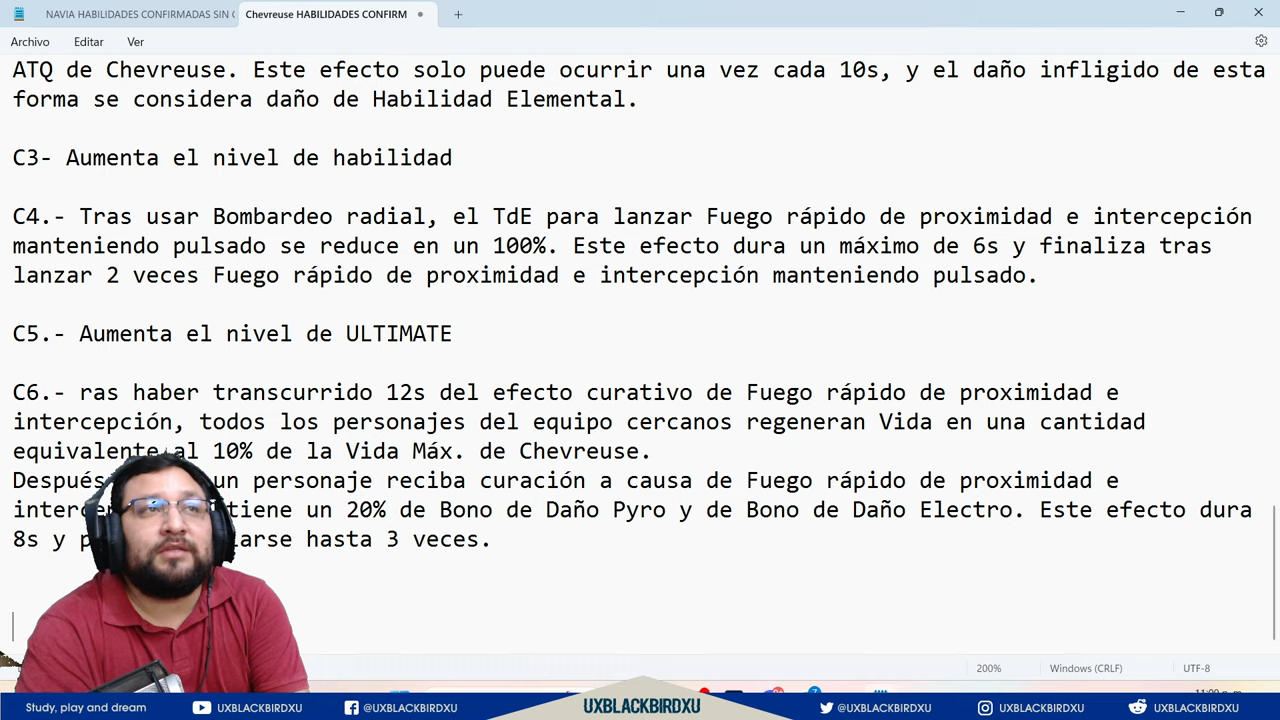 NAVIA HABILIDADES CONFIRMADAS SIN
Chevreuse HABILIDADES CONFIRM
Archivo Editar Ver
ATQ de Chevreuse. Este efecto solo puede ocurrir una vez cada 10s, y el daño infligido de esta
forma se considera daño de Habilidad Elemental.
C3- Aumenta el nivel de habilidad
C4.- Tras usar Bombardeo radial, el TdE para lanzar Fuego rápido de proximidad e intercepción
manteniendo pulsado se reduce en un 100%. Este efecto dura un máximo de 6s y finaliza tras
lanzar 2 veces Fuego rápido de proximidad e intercepción manteniendo pulsado.
C5.- Aumenta el nivel de ULTIMATE
C6.- ras haber transcurrido 12s del efecto curativo de Fuego rápido de proximidad e
intercepción, todos los personajes del equipo cercanos regeneran Vida en una cantidad
equivalente al 10% de la Vida Máx. de Chevreuse.
Después un personaje reciba curación a causa de Fuego rápido de proximidad e
tiene un 20% de Bono de Daño Pyro y de Bono de Daño Electro. Este efecto dura
8s y hasta 3 veces.
200% Windows (CRLF) UTF-8
Study, play and dream UXBLACKBIRDXU @UXBLACKBIRDXU UXBLACKBIRDXU @UXBLACKBIRDXU UXBLACKBIRDXU UXBLACKBIRDXU